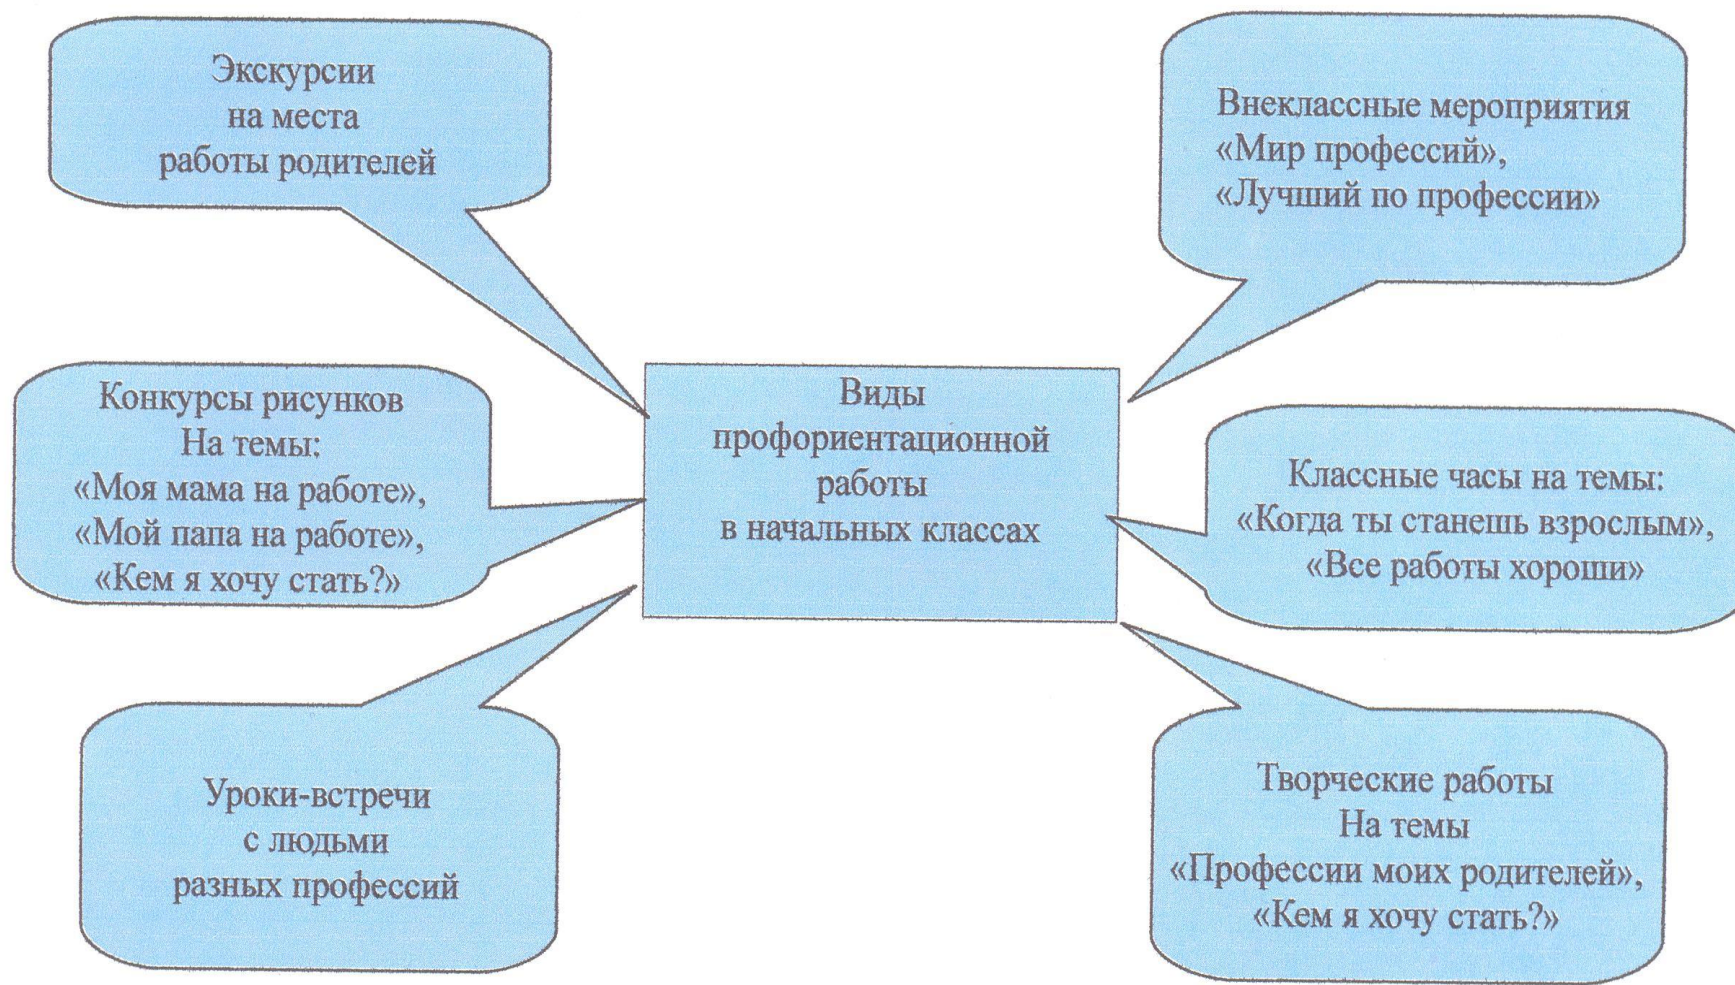 Экскурсии
на места
работы родителей
Внеклассные мероприятия
«Мир профессий»,
«Лучший по профессии»
Конкурсы рисунков
На темы:
«Моя мама на работе»,
«Мой папа на работе»,
«Кем я хочу стать?»
Виды
профориентационной
работы
в начальных классах
Классные часы на темы:
«Когда ты станешь взрослым»,
«Все работы хороши»
Уроки-встречи
с людьми
разных профессий
Творческие работы
На темы
«Профессии моих родителей»,
«Кем я хочу стать?»